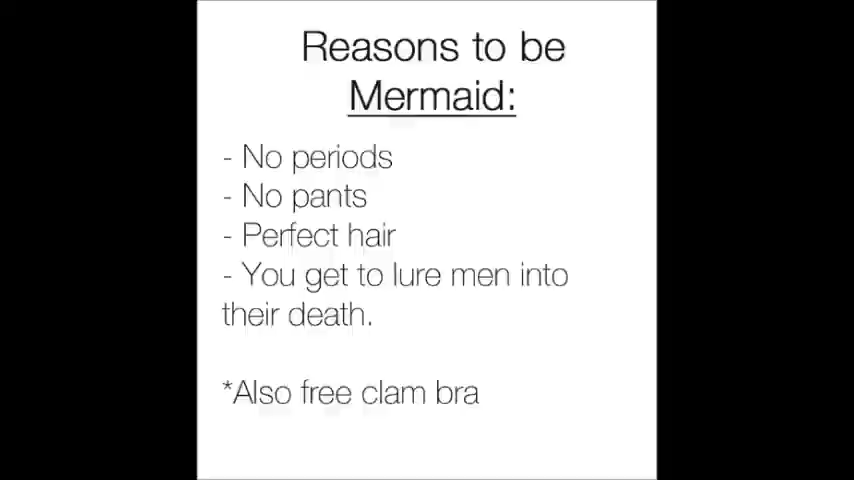 Reasons to be
Mermaid:
- No periods
- No pants
- Perfect hair
- You get to lure men into
their death.
*Also free clam bra